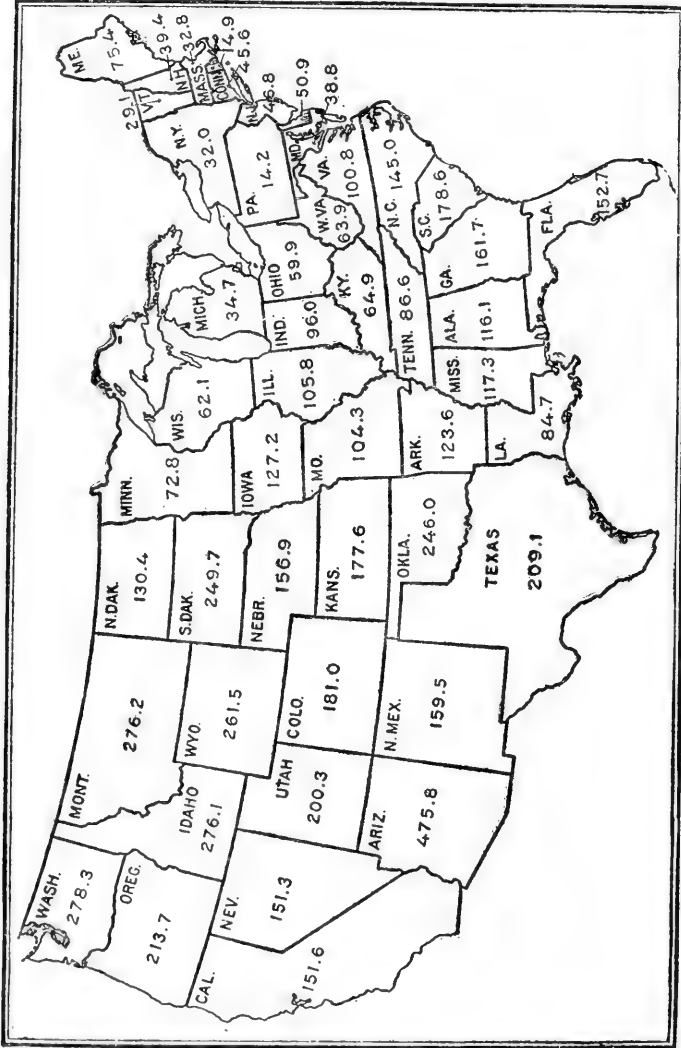 WASH.
278.3
OREG.
213.7
CAL.
151.6
NEV.
151.3
IDAHO
276.1
MONT.
276.2
WYO.
261.5
UTAH
200.3
ARIZ.
475.8
COLO.
181.0
N.MEX.
159.5
N.DAK.
130.4
S.DAK.
249.7
NEBR.
156.9
KANS.
177.6
OKLA.
246.0
TEXAS
209.1
MINN.
72.8
IOWA
127.2
MO.
104.3
ARK.
123.6
LA.
84.7
WIS.
62.1
ILL.
105.8
MICH.
34.7
IND.
96.0
OHIO
59.9
KY.
64.9
TENN.
86.6
MISS.
117.3
ALA.
116.1
GA.
161.7
FLA.
152.7
S.C.
178.6
N.C.
145.0
VA.
100.8
W.VA.
63.9
PA.
14.2
N.Y.
32.0
ME.
75.4
29.1
VT.
N.H.
39.4
MASS.
32.8
CONN.
14.9
45.6
N.J.
46.8
50.9
MD.
38.8